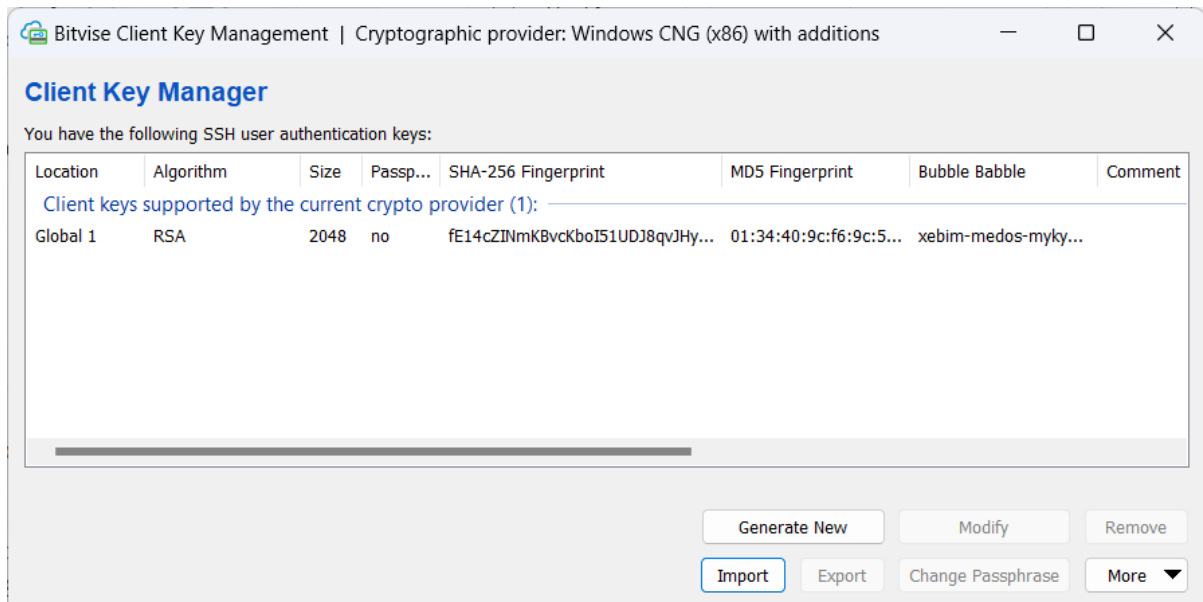 Bitvise Client Key Management | Cryptographic provider: Windows CNG (x86) with additions
Client Key Manager
You have the following SSH user authentication keys:
Location Algorithm Size Passp... SHA-256 Fingerprint MD5 Fingerprint Bubble Babble Comment
Client keys supported by the current crypto provider (1):
Global 1 RSA 2048 no fE14cZINmKBvcKboI51UDJ8qvJHy... 01:34:40:9c:f6:9c:5... xebim-medos-myky...
Generate New Modify Remove
Import Export Change Passphrase More